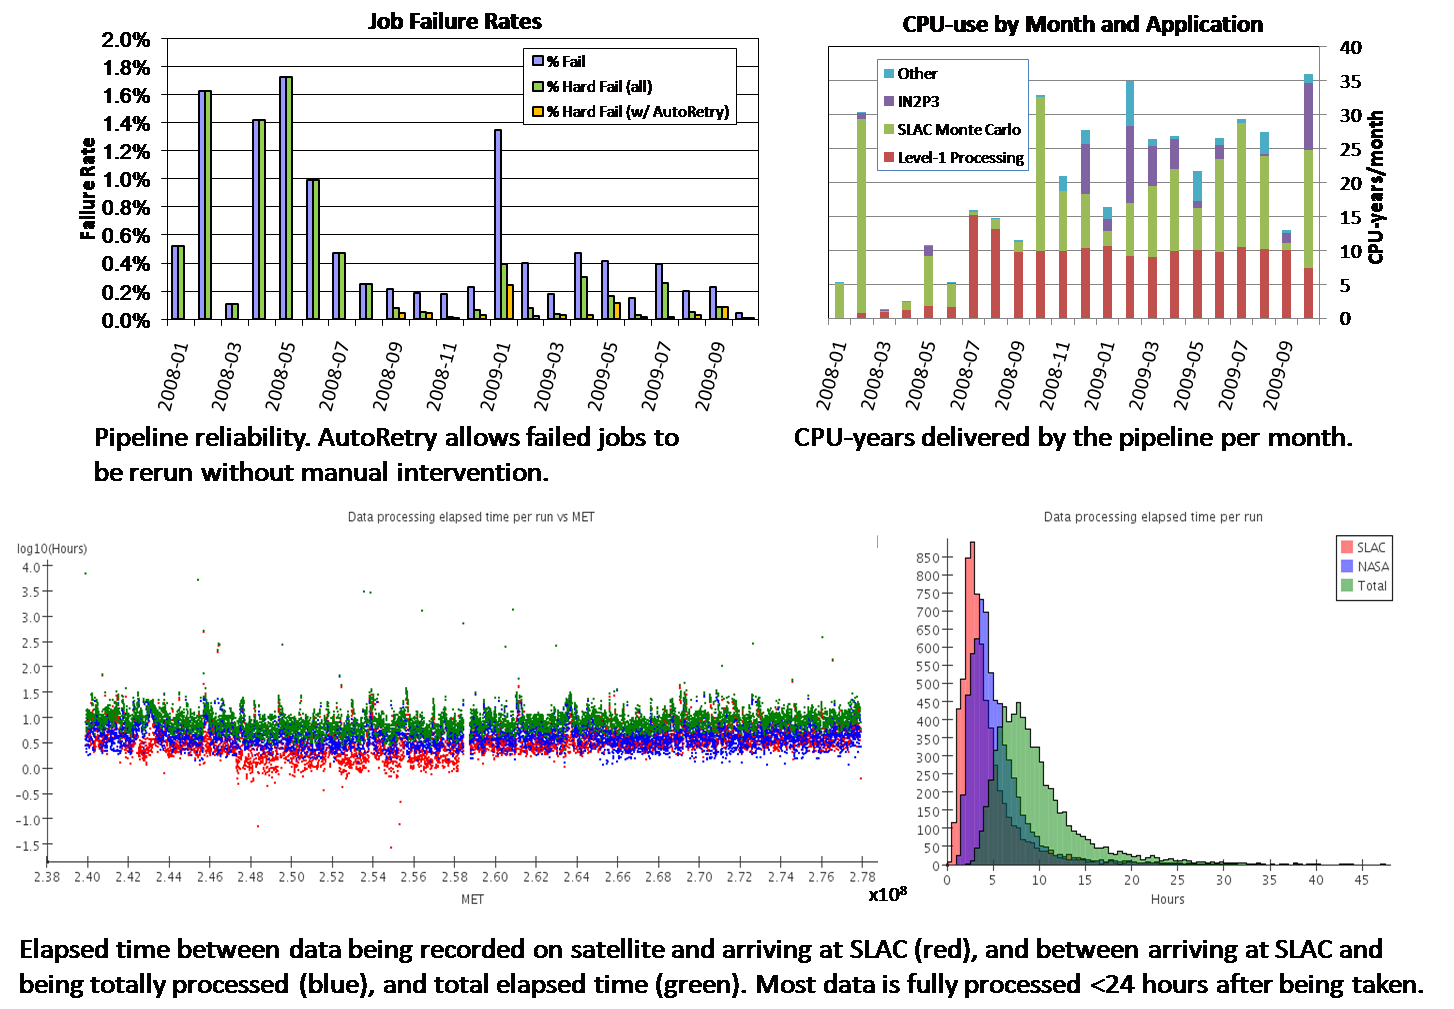 Job Failure Rates
2.0%
1.8%
1.6%
1.4%
1.2%
1.0%
0.8%
0.6%
0.4%
0.2%
0.0%
Failure Rate
% Fail
% Hard Fail (all)
% Hard Fail (w/ AutoRetry)
2008-01
2008-03
2008-05
2008-07
2008-09
2008-11
2009-01
2009-03
2009-05
2009-07
2009-09
Pipeline reliability. AutoRetry allows failed jobs to
be rerun without manual intervention.
CPU-use by Month and Application
Other
IN2P3
SLAC Monte Carlo
Level-1 Processing
40
35
30
25
20
15
10
5
0
CPU-years/month
2008-01
2008-03
2008-05
2008-07
2008-09
2008-11
2009-01
2009-03
2009-05
2009-07
2009-09
CPU-years delivered by the pipeline per month.
Data processing elapsed time per run vs MET
log10(Hours)
4.0
3.5
3.0
2.5
2.0
1.5
1.0
0.5
0.0
-0.5
-1.0
-1.5
2.38 2.40 2.42 2.44 2.46 2.48 2.50 2.52 2.54 2.56 2.58 2.60 2.62 2.64 2.66 2.68 2.70 2.72 2.74 2.76 2.78
MET
x10⁸
Data processing elapsed time per run
SLAC
NASA
Total
850
800
750
700
650
600
550
500
450
400
350
300
250
200
150
100
50
0
0 5 10 15 20 25 30 35 40 45
Hours
Elapsed time between data being recorded on satellite and arriving at SLAC (red), and between arriving at SLAC and
being totally processed (blue), and total elapsed time (green). Most data is fully processed <24 hours after being taken.